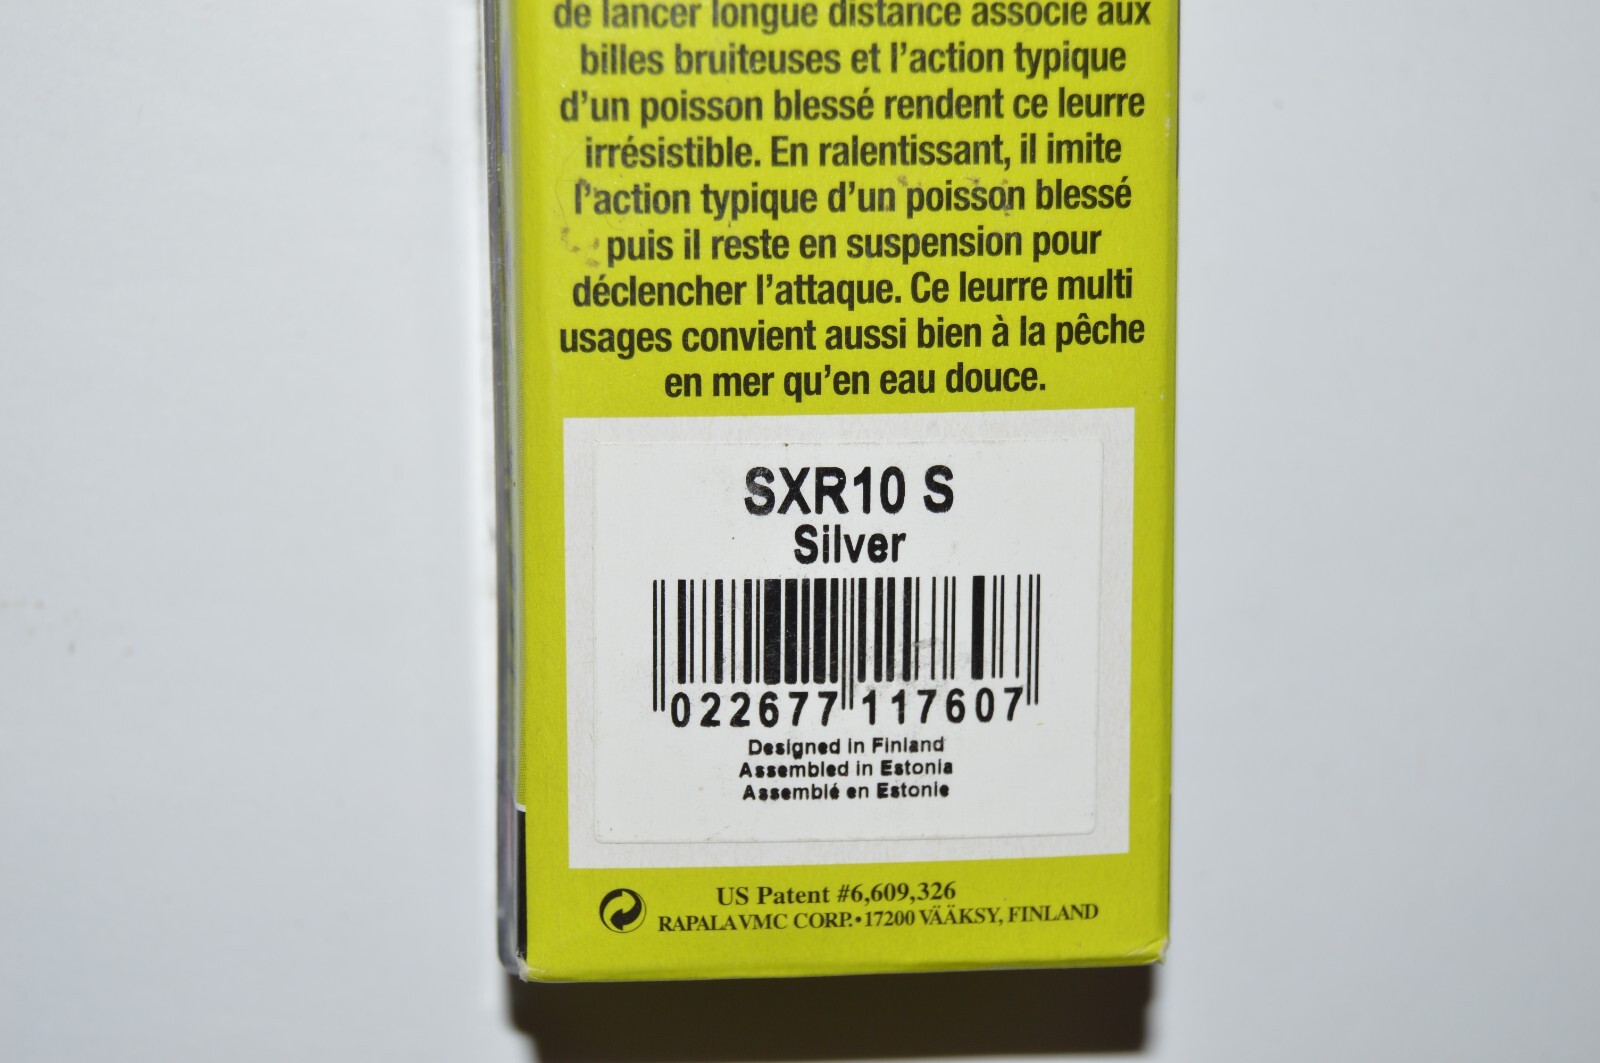 de lancer longue distance associé aux
billes bruiteuses et l'action typique
d'un poisson blessé rendent ce leurre
irrésistible. En ralentissant, il imite
l'action typique d'un poisson blessé
puis il reste en suspension pour
déclencher l'attaque. Ce leurre multi
usages convient aussi bien à la pêche
en mer qu'en eau douce.
SXR10 S
Silver
022677 117607
Designed in Finland
Assembled in Estonia
Assemblé en Estonie
US Patent #6,609,326
RAPALA VMC CORP.•17200 VÄÄKSY, FINLAND